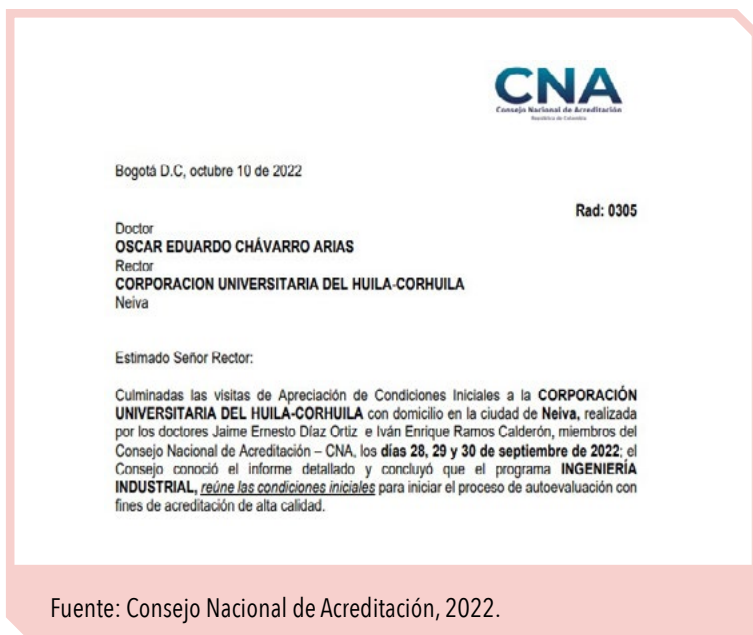 CNA
Consejo Nacional de Acreditación
República de Colombia
Bogotá D.C, octubre 10 de 2022
Rad: 0305
Doctor
OSCAR EDUARDO CHÁVARRO ARIAS
Rector
CORPORACION UNIVERSITARIA DEL HUILA-CORHUILA
Neiva
Estimado Señor Rector:
Culminadas las visitas de Apreciación de Condiciones Iniciales a la CORPORACIÓN
UNIVERSITARIA DEL HUILA-CORHUILA con domicilio en la ciudad de Neiva, realizada
por los doctores Jaime Ernesto Díaz Ortiz e Iván Enrique Ramos Calderón, miembros del
Consejo Nacional de Acreditación – CNA, los días 28, 29 y 30 de septiembre de 2022; el
Consejo conoció el informe detallado y concluyó que el programa INGENIERÍA
INDUSTRIAL, reúne las condiciones iniciales para iniciar el proceso de autoevaluación con
fines de acreditación de alta calidad.
Fuente: Consejo Nacional de Acreditación, 2022.